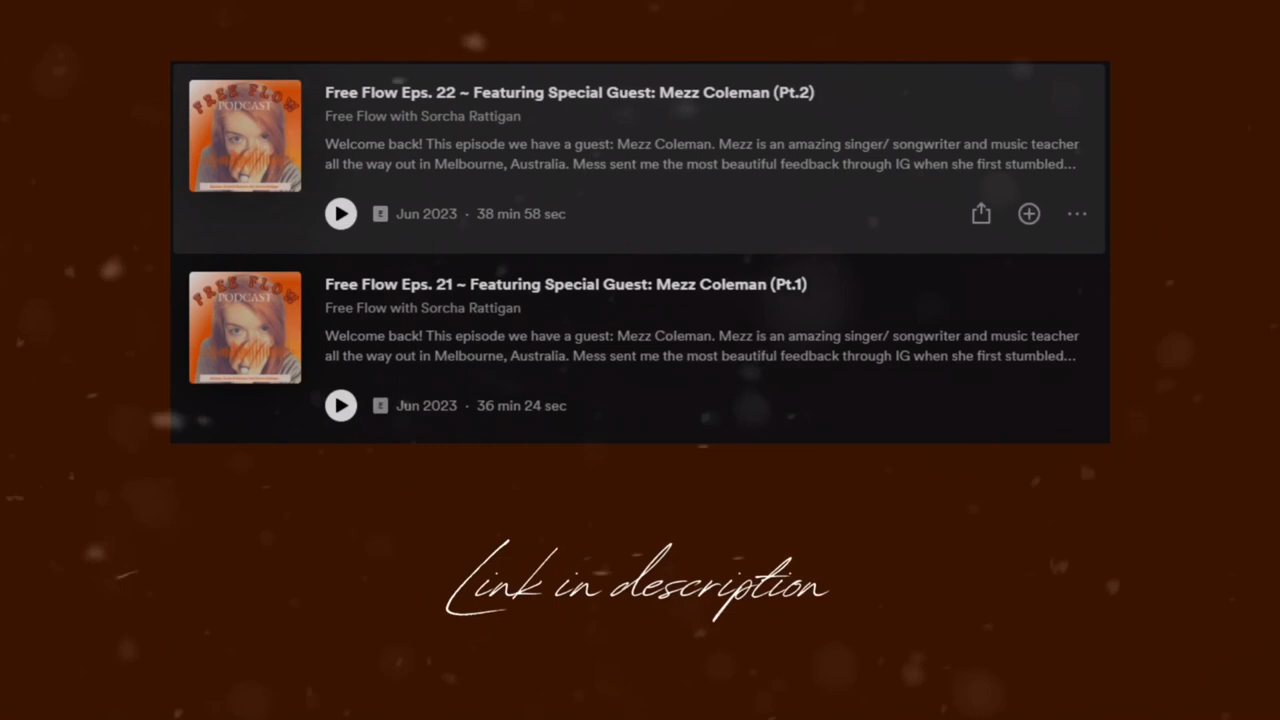 FREE FLOW
PODCAST
Free Flow Eps. 22 ~ Featuring Special Guest: Mezz Coleman (Pt.2)
Free Flow with Sorcha Rattigan
Welcome back! This episode we have a guest: Mezz Coleman. Mezz is an amazing singer/ songwriter and music teacher
all the way out in Melbourne, Australia. Mess sent me the most beautiful feedback through IG when she first stumbled...
E Jun 2023 · 38 min 58 sec
FREE FLOW
PODCAST
Free Flow Eps. 21 ~ Featuring Special Guest: Mezz Coleman (Pt.1)
Free Flow with Sorcha Rattigan
Welcome back! This episode we have a guest: Mezz Coleman. Mezz is an amazing singer/ songwriter and music teacher
all the way out in Melbourne, Australia. Mess sent me the most beautiful feedback through IG when she first stumbled...
E Jun 2023 · 36 min 24 sec
Link in description